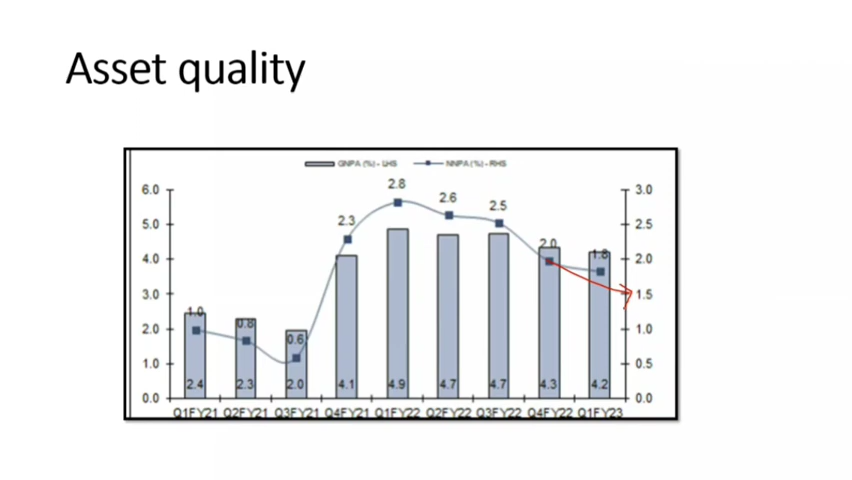 Asset quality
GNPA (%) - LHS NNPA (%) - RHS
6.0 2.8 3.0
5.0 2.3 2.6 2.5 2.5
4.0 2.0 1.8 2.0
3.0 1.0 0.8 0.6 1.5
2.0 1.0
1.0 2.4 2.3 2.0 4.1 4.9 4.7 4.7 4.3 4.2 0.5
0.0 0.0
Q1FY21 Q2FY21 Q3FY21 Q4FY21 Q1FY22 Q2FY22 Q3FY22 Q4FY22 Q1FY23